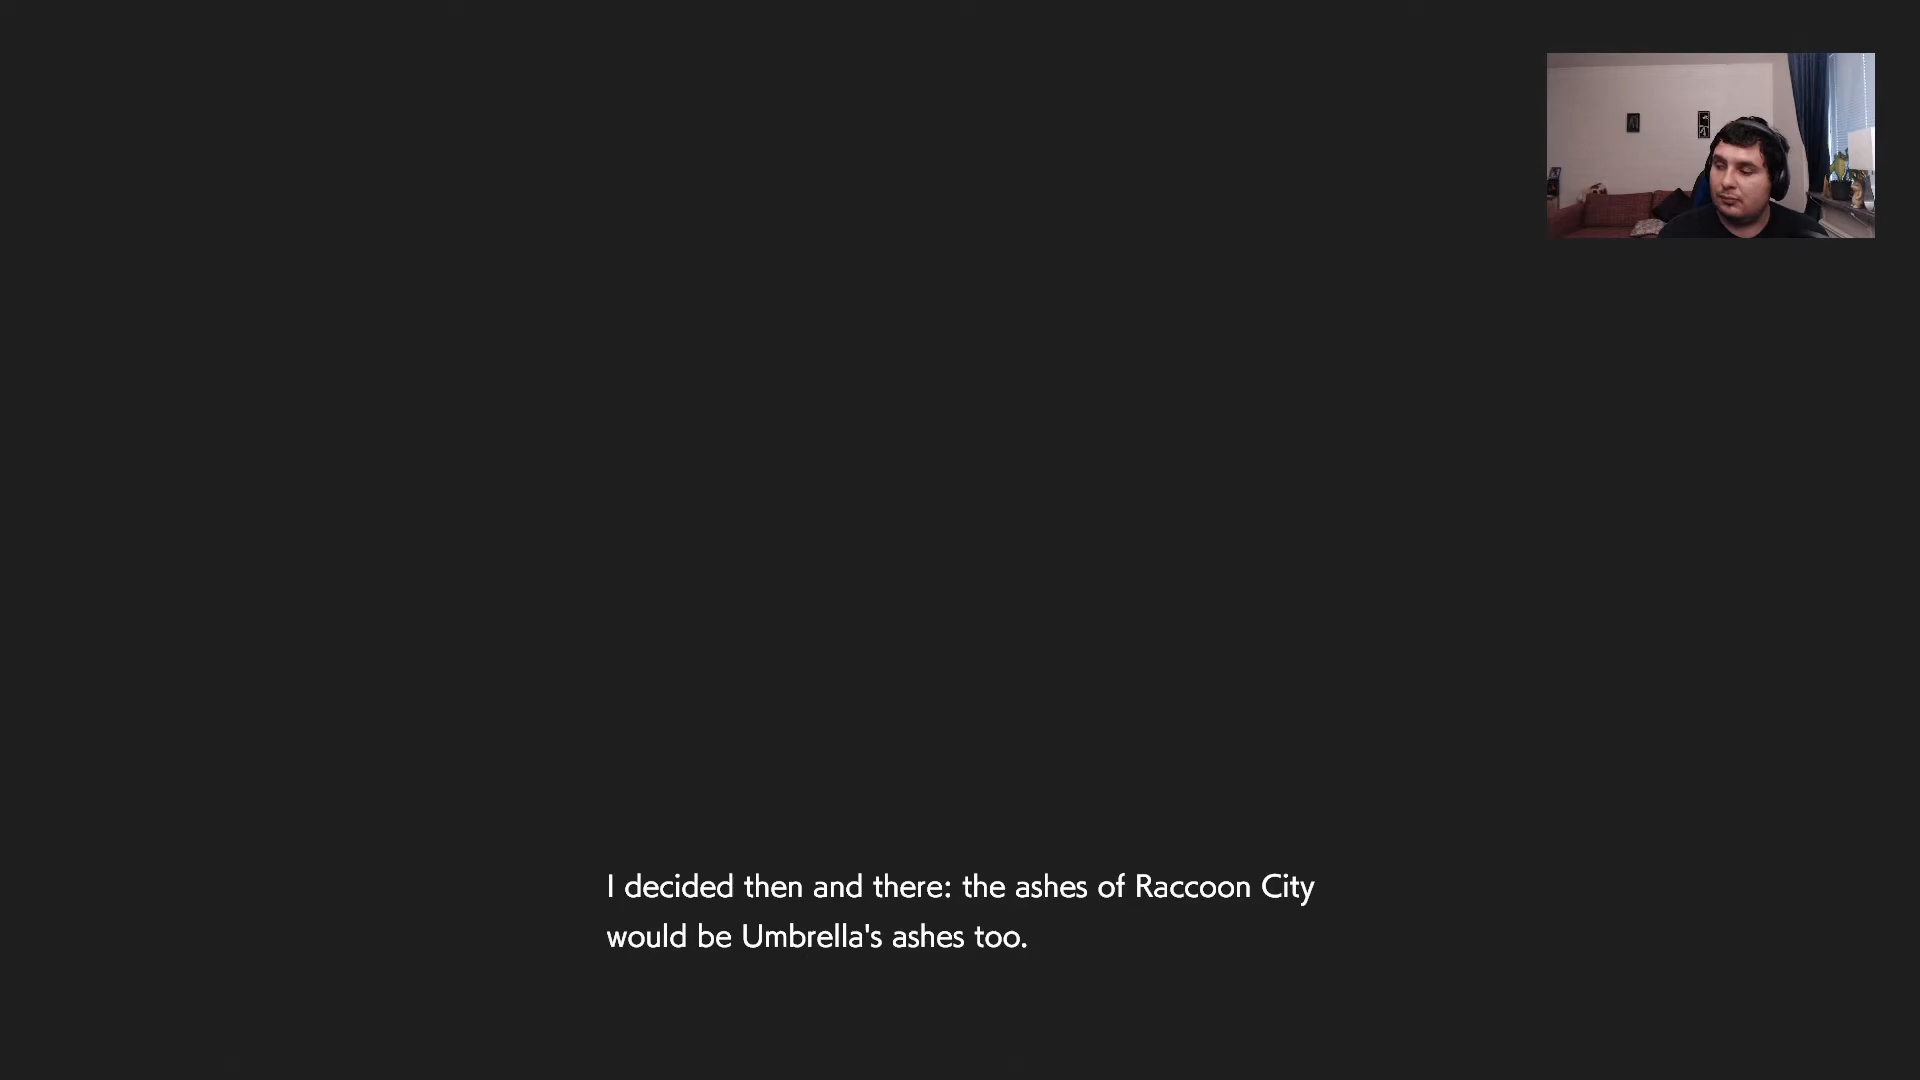 I decided then and there: the ashes of Raccoon City
would be Umbrella's ashes too.